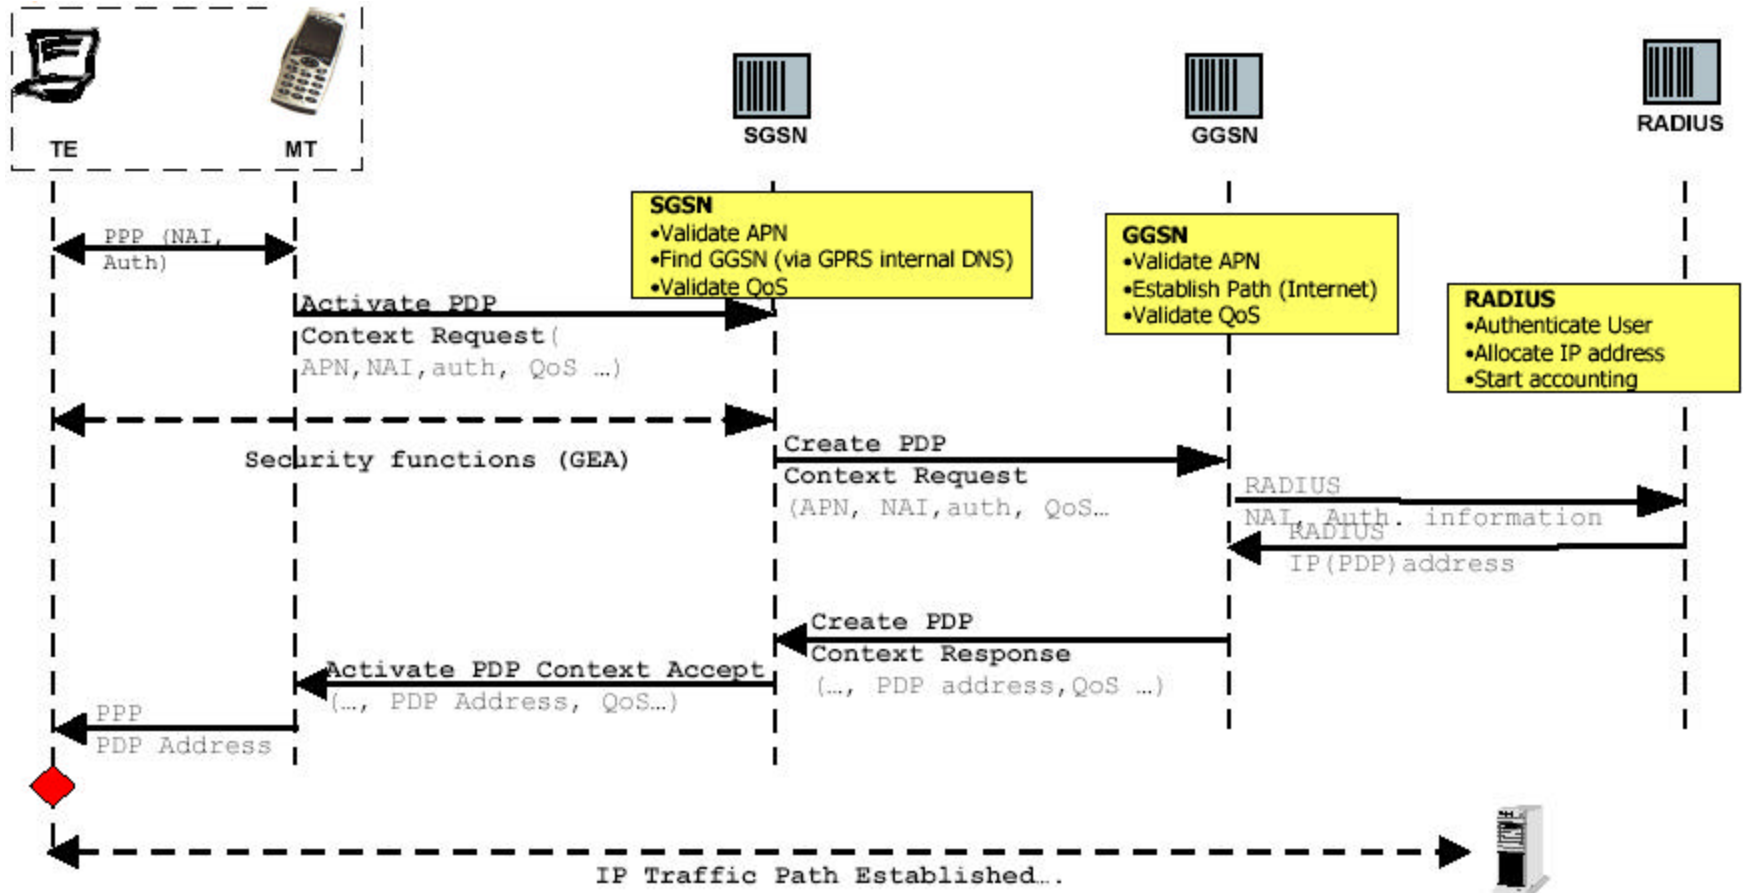 TE
MT
SGSN
GGSN
RADIUS
SGSN
•Validate APN
•Find GGSN (via GPRS internal DNS)
•Validate QoS
GGSN
•Validate APN
•Establish Path (Internet)
•Validate QoS
RADIUS
•Authenticate User
•Allocate IP address
•Start accounting
PPP (NAI,
Auth)
Activate PDP
Context Request(
APN,NAI,auth, QoS …)
Security functions (GEA)
Create PDP
Context Request
(APN, NAI,auth, QoS…
RADIUS
NAI, Auth. information
RADIUS
IP(PDP)address
Create PDP
Context Response
(…, PDP address,QoS …)
Activate PDP Context Accept
(…, PDP Address, QoS…)
PPP
PDP Address
IP Traffic Path Established….